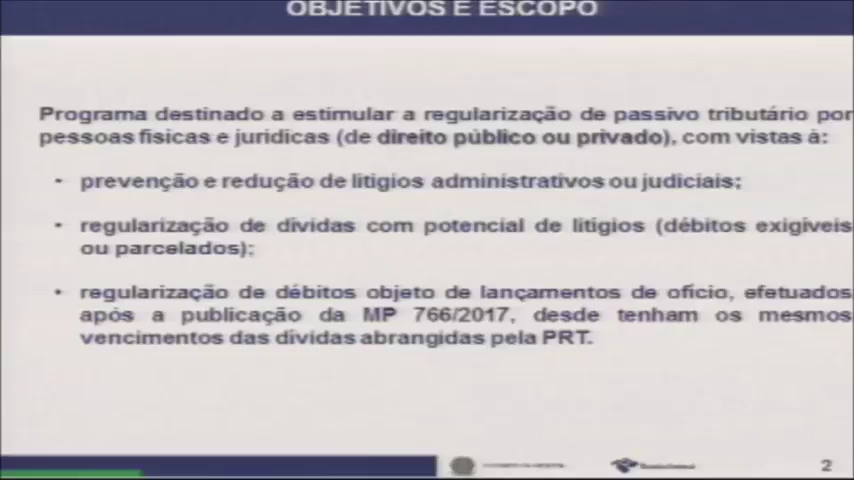 OBJETIVOS E ESCOPO
Programa destinado a estimular a regularização de passivo tributário por
pessoas físicas e jurídicas (de direito público ou privado), com vistas à:
• prevenção e redução de litígios administrativos ou judiciais;
• regularização de dívidas com potencial de litígios (débitos exigíveis
ou parcelados);
• regularização de débitos objeto de lançamentos de ofício, efetuados
após a publicação da MP 766/2017, desde tenham os mesmos
vencimentos das dívidas abrangidas pela PRT.
2